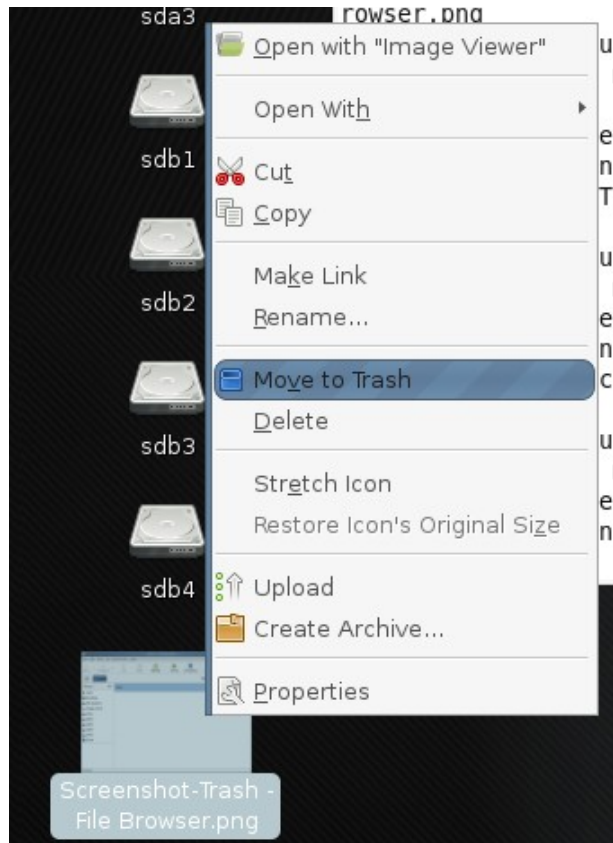 sda3
rowser.png
Open with "Image Viewer"
Open With
sdb1
Cut
Copy
sdb2
Make Link
Rename...
Move to Trash
Delete
sdb3
Stretch Icon
Restore Icon's Original Size
sdb4
Upload
Create Archive...
Properties
Screenshot-Trash -
File Browser.png